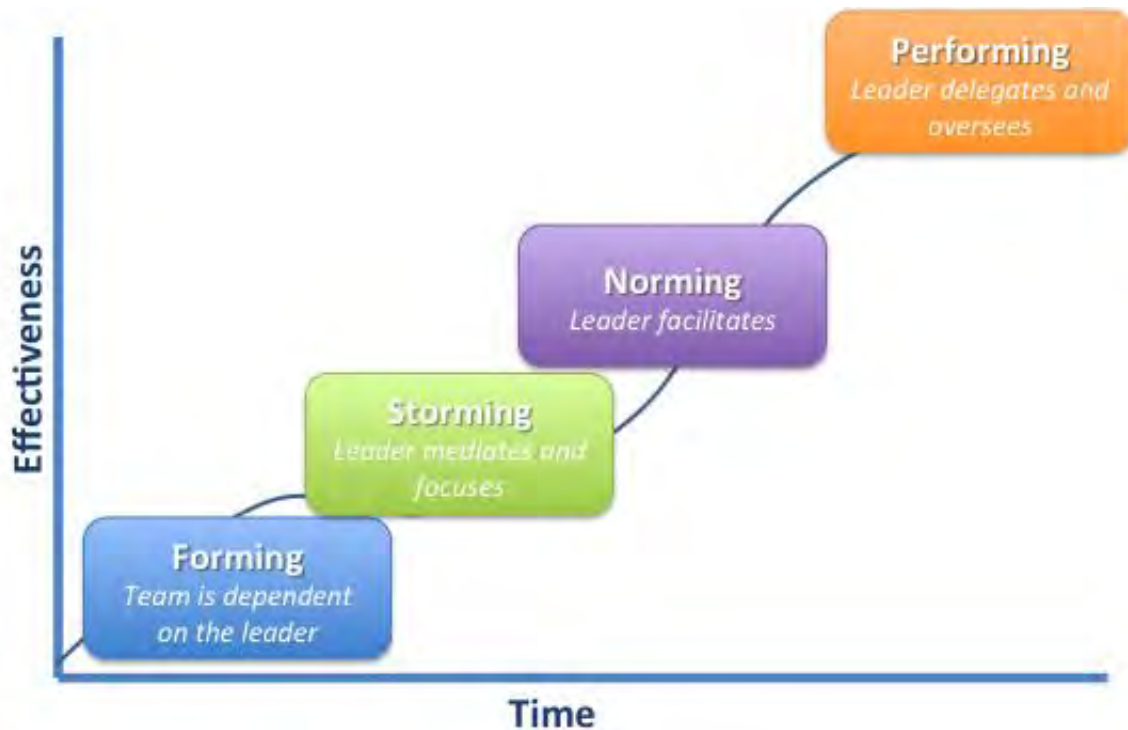 Performing
Leader delegates and
oversees
Norming
Leader facilitates
Storming
Leader mediates and
focuses
Forming
Team is dependent
on the leader
Effectiveness
Time